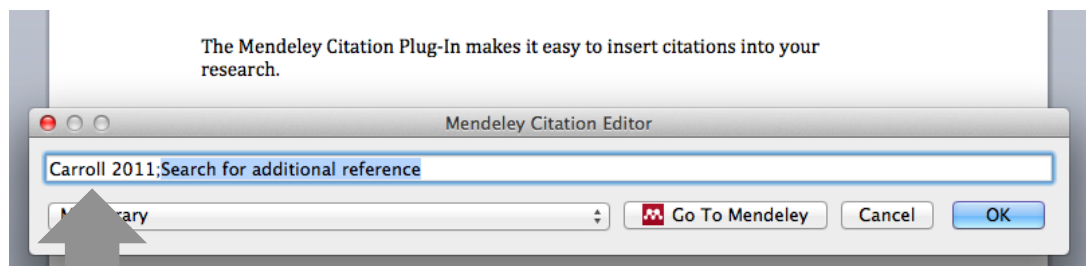 The Mendeley Citation Plug-In makes it easy to insert citations into your
research.
Mendeley Citation Editor
Carroll 2011;Search for additional reference
Go To Mendeley Cancel OK